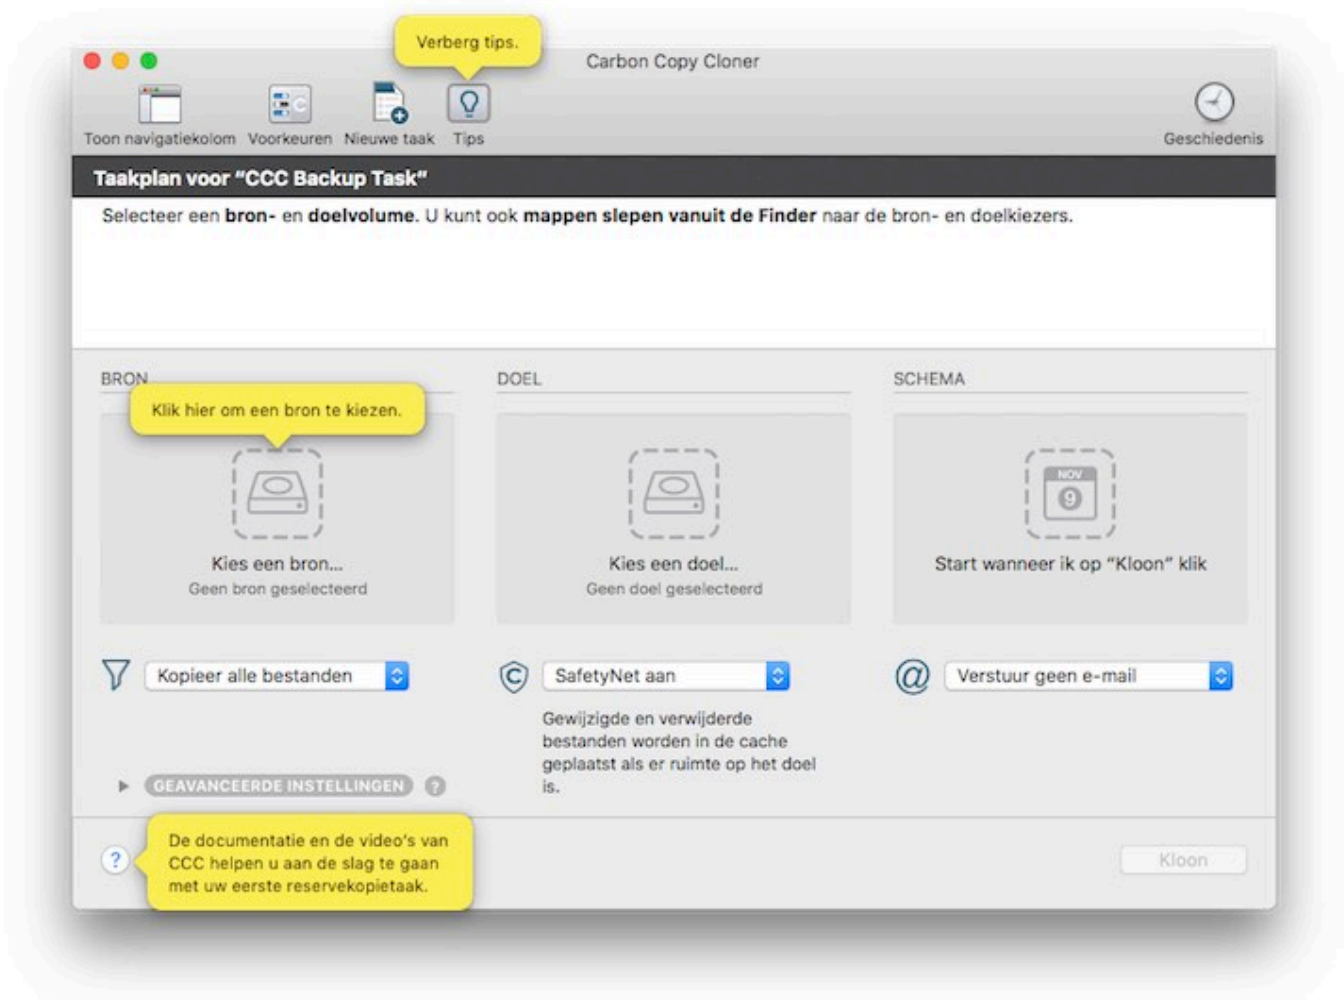 Verberg tips.
Carbon Copy Cloner
Toon navigatiekolom Voorkeuren Nieuwe taak Tips Geschiedenis
Taakplan voor “CCC Backup Task”
Selecteer een bron- en doelvolume. U kunt ook mappen slepen vanuit de Finder naar de bron- en doelkiezers.
BRON
Klik hier om een bron te kiezen.
Kies een bron...
Geen bron geselecteerd
Kopieer alle bestanden
GEAVANCEERDE INSTELLINGEN ?
DOEL
Kies een doel...
Geen doel geselecteerd
C
SafetyNet aan
Gewijzigde en verwijderde
bestanden worden in de cache
geplaatst als er ruimte op het doel
is.
SCHEMA
NOV
9
Start wanneer ik op “Kloon” klik
@ Verstuur geen e-mail
?
De documentatie en de video's van
CCC helpen u aan de slag te gaan
met uw eerste reservekopietaak.
Kloon